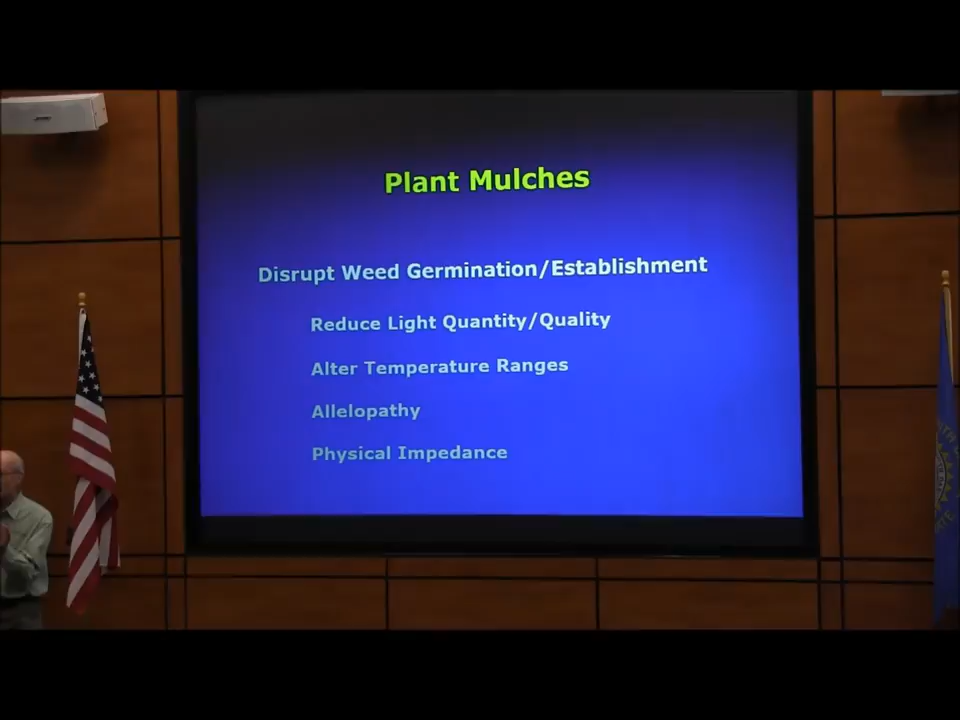 Plant Mulches
Disrupt Weed Germination/Establishment
Reduce Light Quantity/Quality
Alter Temperature Ranges
Allelopathy
Physical Impedance